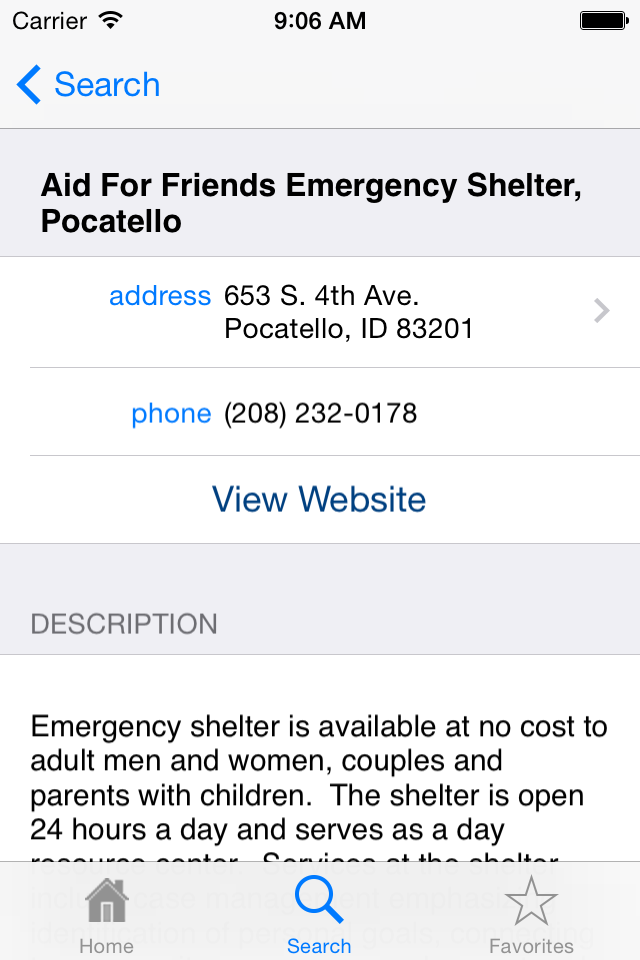 Carrier 9:06 AM
Search
Aid For Friends Emergency Shelter,
Pocatello
address 653 S. 4th Ave.
Pocatello, ID 83201
phone (208) 232-0178
View Website
DESCRIPTION
Emergency shelter is available at no cost to
adult men and women, couples and
parents with children.  The shelter is open
24 hours a day and serves as a day
resource center.  Services at the shelter
include case management emphasizing
identification of personal goals, connecting
Home Search Favorites